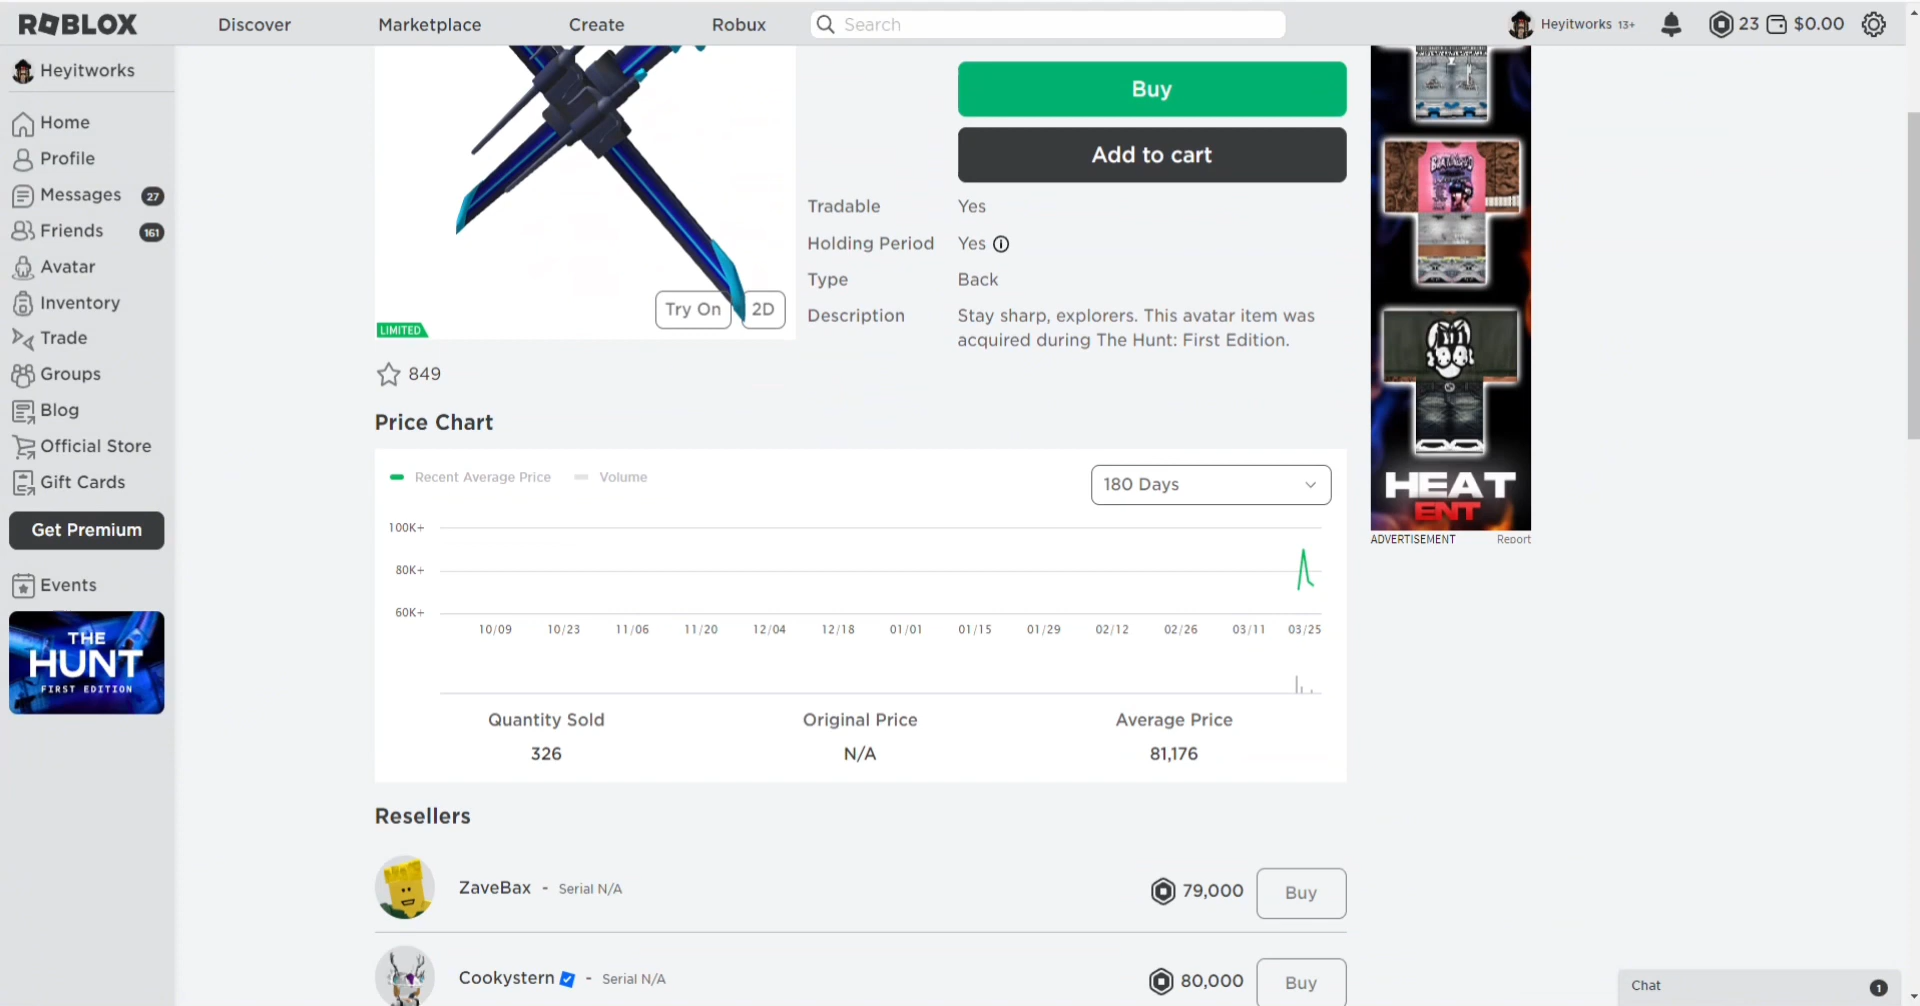 ROBLOX Discover Marketplace Create Robux Search Heyitworks 13+ 23 $0.00
Heyitworks
Home
Profile
Messages 27
Friends 161
Avatar
Inventory
Trade
Groups
Blog
Official Store
Gift Cards
Get Premium
Events
THE
HUNT
FIRST EDITION
Try On 2D
LIMITED
849
Buy
Add to cart
Tradable Yes
Holding Period Yes
Type Back
Description Stay sharp, explorers. This avatar item was
acquired during The Hunt: First Edition.
Price Chart
Recent Average Price Volume 180 Days
100K+
80K+
60K+
10/09 10/23 11/06 11/20 12/04 12/18 01/01 01/15 01/29 02/12 02/26 03/11 03/25
Quantity Sold Original Price Average Price
326 N/A 81,176
Resellers
ZaveBax - Serial N/A 79,000 Buy
Cookystern - Serial N/A 80,000 Buy
HEAT
ENT
ADVERTISEMENT Report
Chat 1